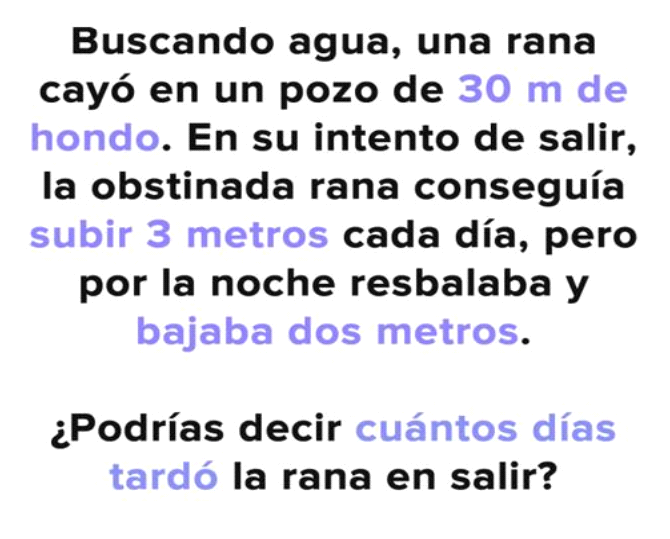 Buscando agua, una rana
cayó en un pozo de 30 m de
hondo. En su intento de salir,
la obstinada rana conseguía
subir 3 metros cada día, pero
por la noche resbalaba y
bajaba dos metros.
¿Podrías decir cuántos días
tardó la rana en salir?